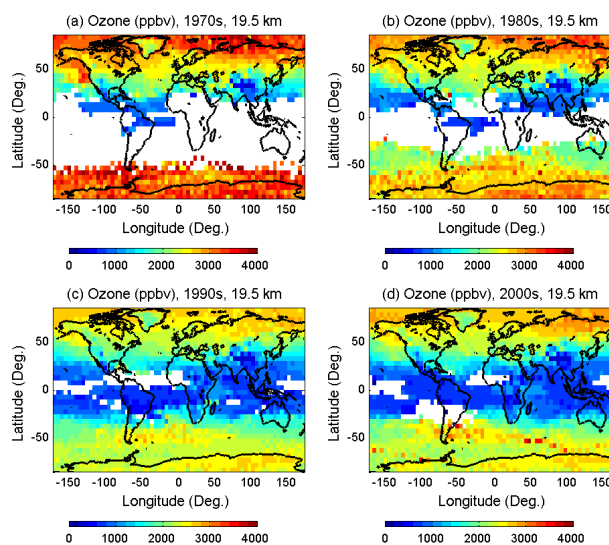 (a) Ozone (ppbv), 1970s, 19.5 km
(b) Ozone (ppbv), 1980s, 19.5 km
Latitude (Deg.)
50
0
-50
-150 -100 -50 0 50 100 150
Longitude (Deg.)
0 1000 2000 3000 4000
Latitude (Deg.)
50
0
-50
-150 -100 -50 0 50 100 150
Longitude (Deg.)
0 1000 2000 3000 4000
(c) Ozone (ppbv), 1990s, 19.5 km
(d) Ozone (ppbv), 2000s, 19.5 km
Latitude (Deg.)
50
0
-50
-150 -100 -50 0 50 100 150
Longitude (Deg.)
0 1000 2000 3000 4000
Latitude (Deg.)
50
0
-50
-150 -100 -50 0 50 100 150
Longitude (Deg.)
0 1000 2000 3000 4000